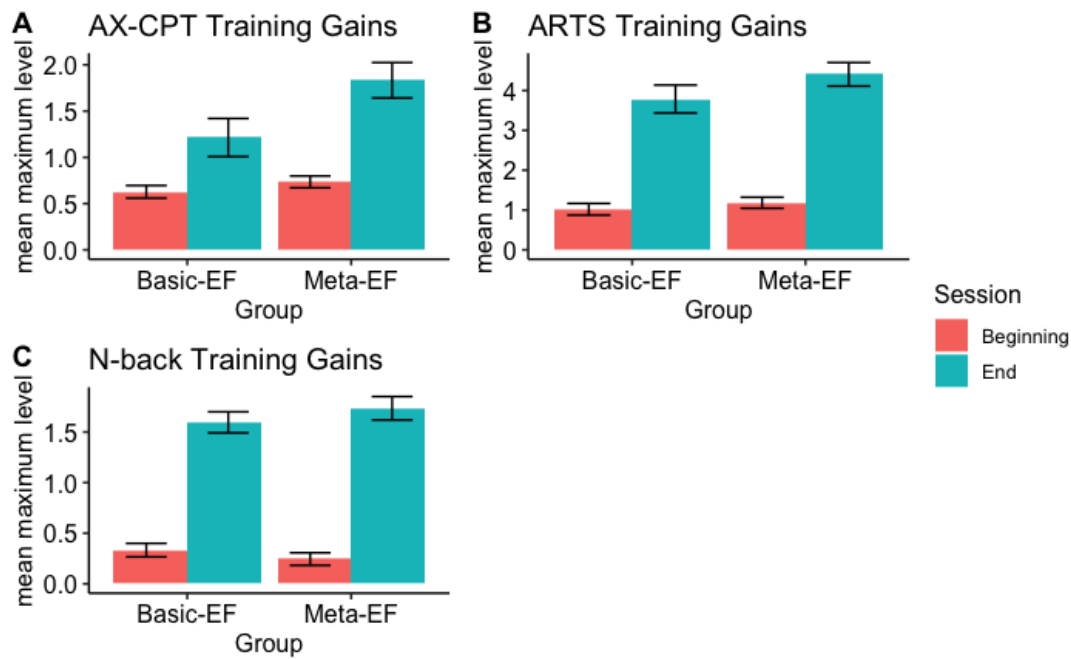 A AX-CPT Training Gains
mean maximum level
2.0
1.5
1.0
0.5
0.0
Basic-EF Meta-EF
Group
B ARTS Training Gains
mean maximum level
4
3
2
1
0
Basic-EF Meta-EF
Group
Session
Beginning
End
C N-back Training Gains
mean maximum level
1.5
1.0
0.5
0.0
Basic-EF Meta-EF
Group